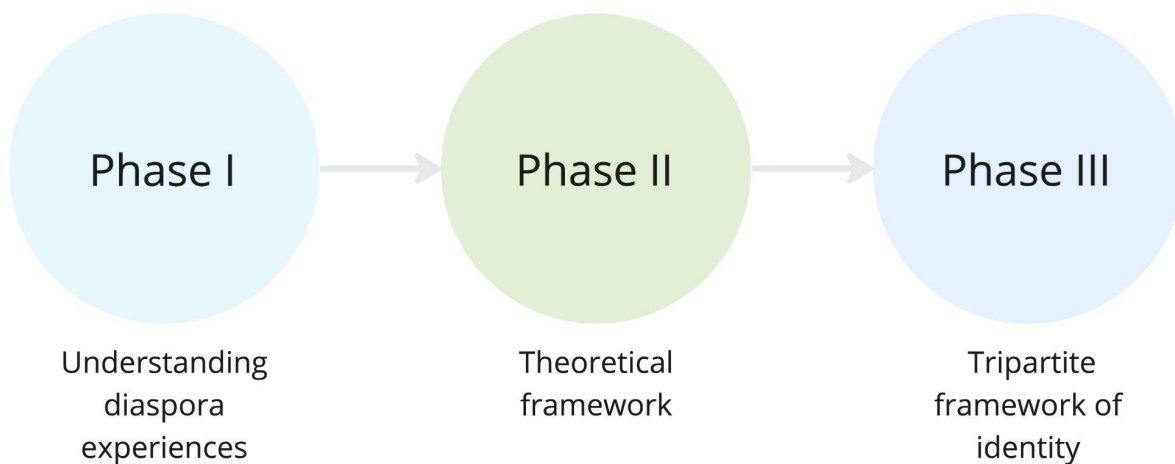 Phase I
Phase II
Phase III
Understanding
diaspora
experiences
Theoretical
framework
Tripartite
framework of
identity